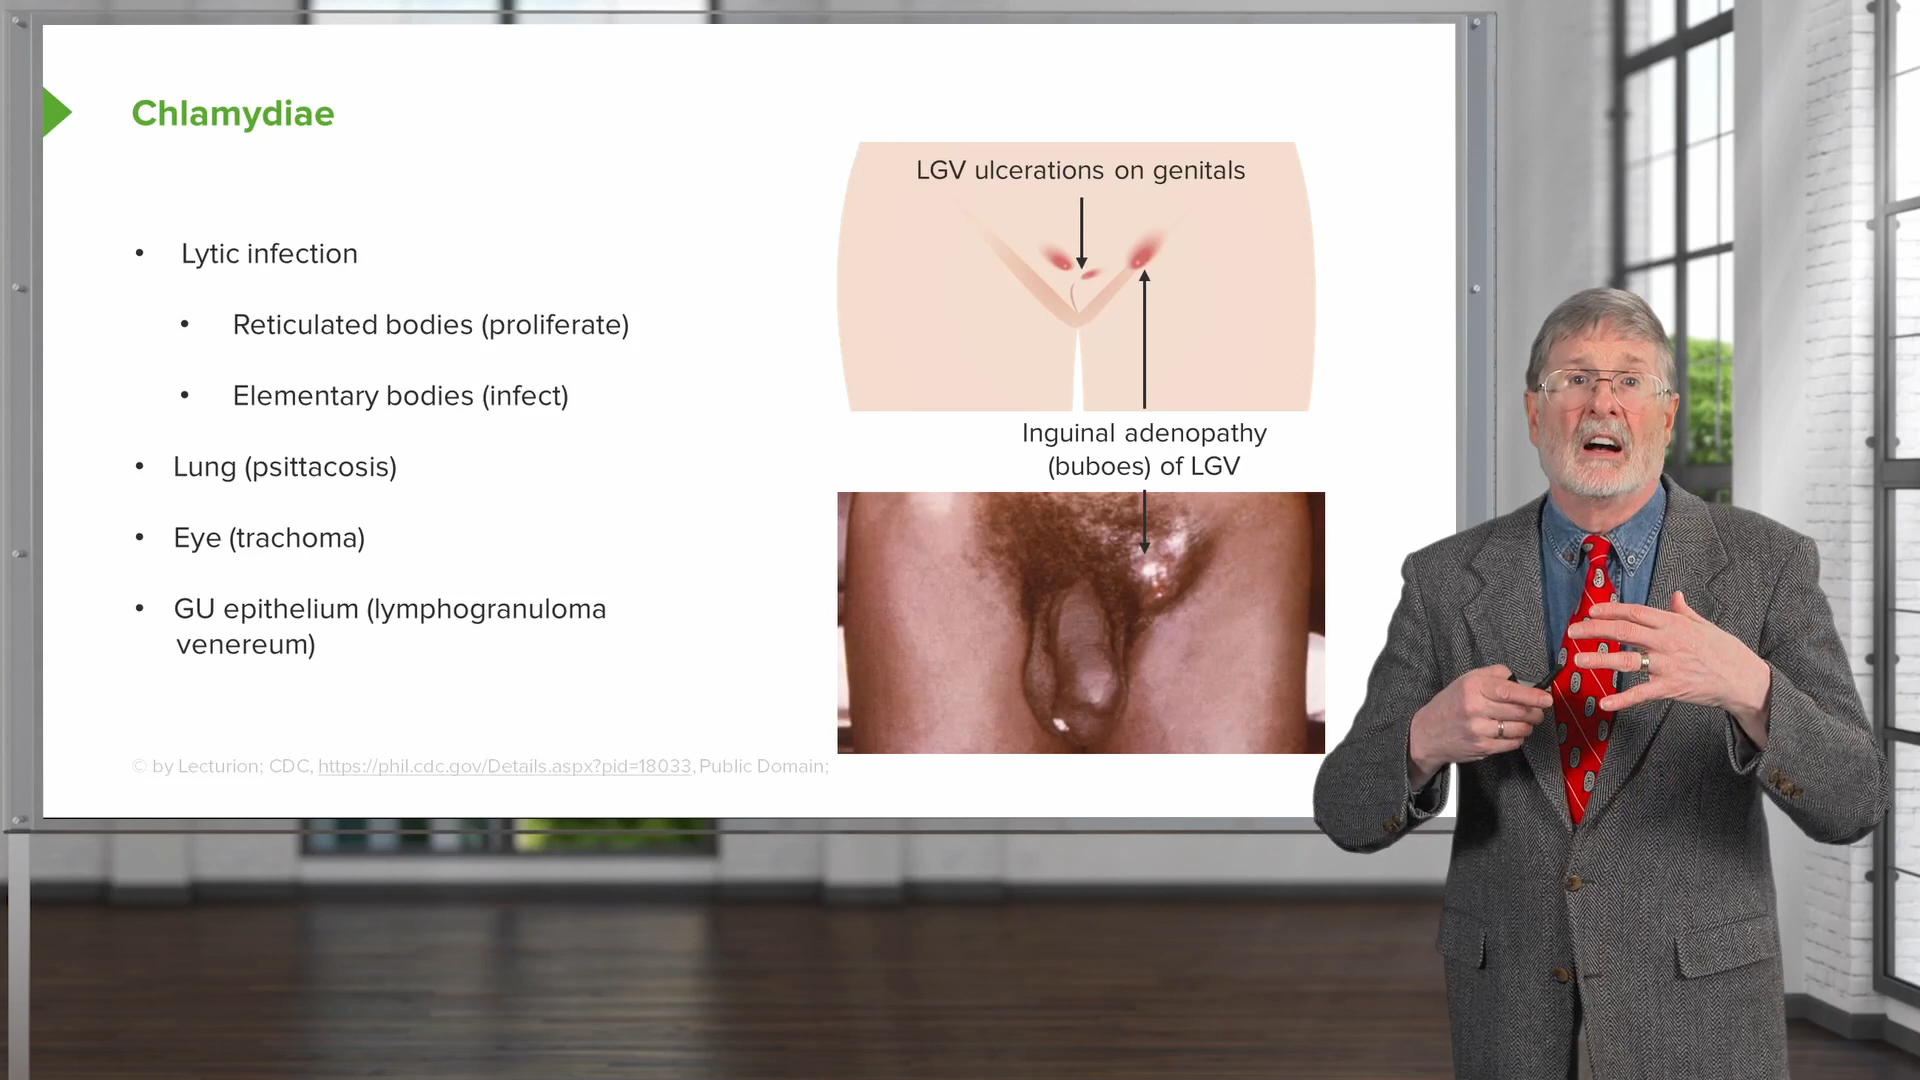 Chlamydiae
• Lytic infection
• Reticulated bodies (proliferate)
• Elementary bodies (infect)
• Lung (psittacosis)
• Eye (trachoma)
• GU epithelium (lymphogranuloma
venereum)
LGV ulcerations on genitals
Inguinal adenopathy
(buboes) of LGV
© by Lecturion; CDC, https://phil.cdc.gov/Details.aspx?pid=18033, Public Domain;